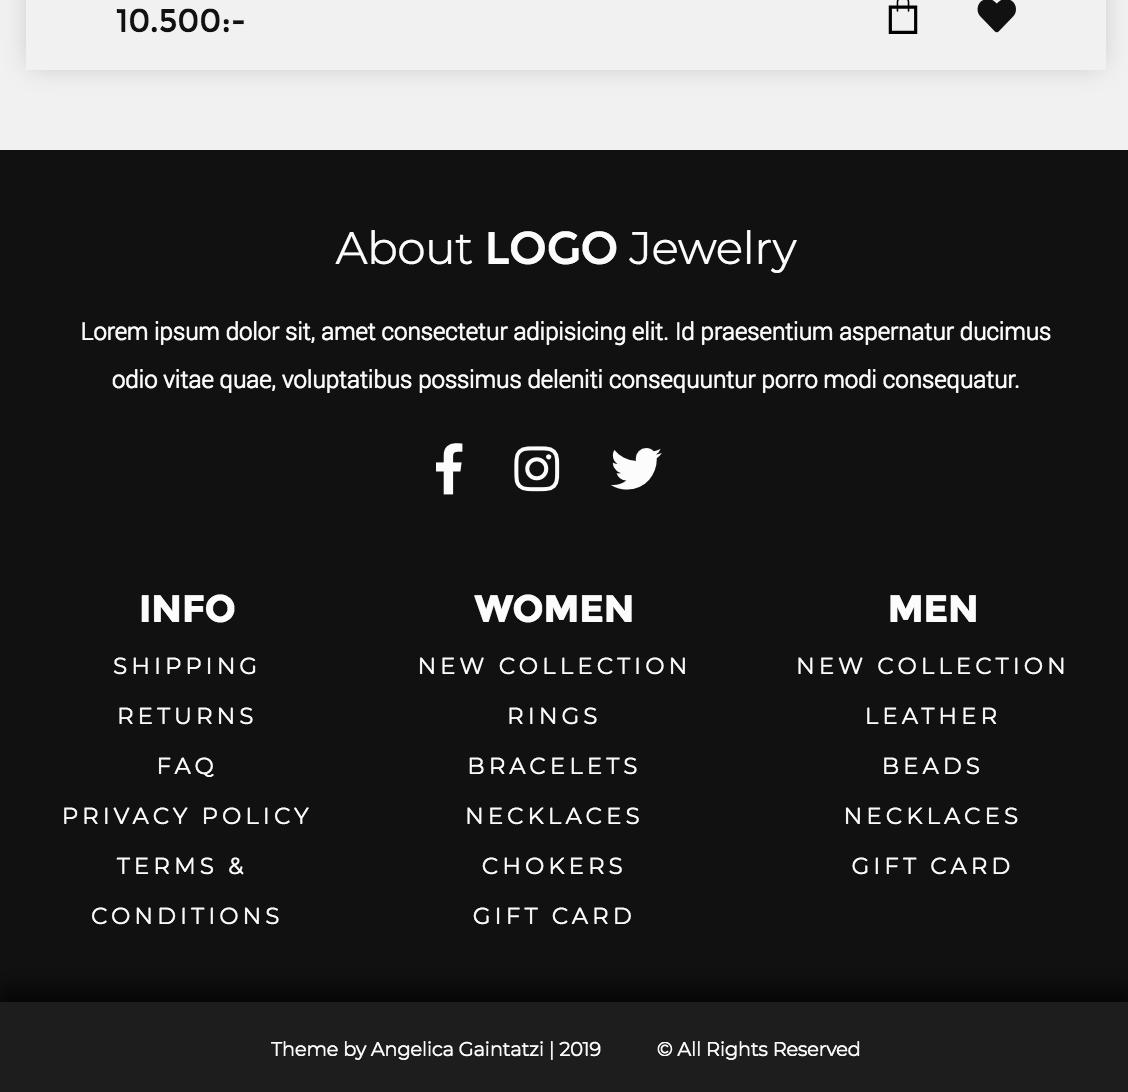 10.500:-
About LOGO Jewelry
Lorem ipsum dolor sit, amet consectetur adipisicing elit. Id praesentium aspernatur ducimus
odio vitae quae, voluptatibus possimus deleniti consequuntur porro modi consequatur.
INFO
SHIPPING
RETURNS
FAQ
PRIVACY POLICY
TERMS &
CONDITIONS
WOMEN
NEW COLLECTION
RINGS
BRACELETS
NECKLACES
CHOKERS
GIFT CARD
MEN
NEW COLLECTION
LEATHER
BEADS
NECKLACES
GIFT CARD
Theme by Angelica Gaintatzi | 2019
© All Rights Reserved